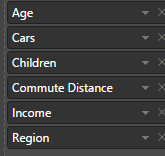 Age
Cars
Children
Commute Distance
Income
Region